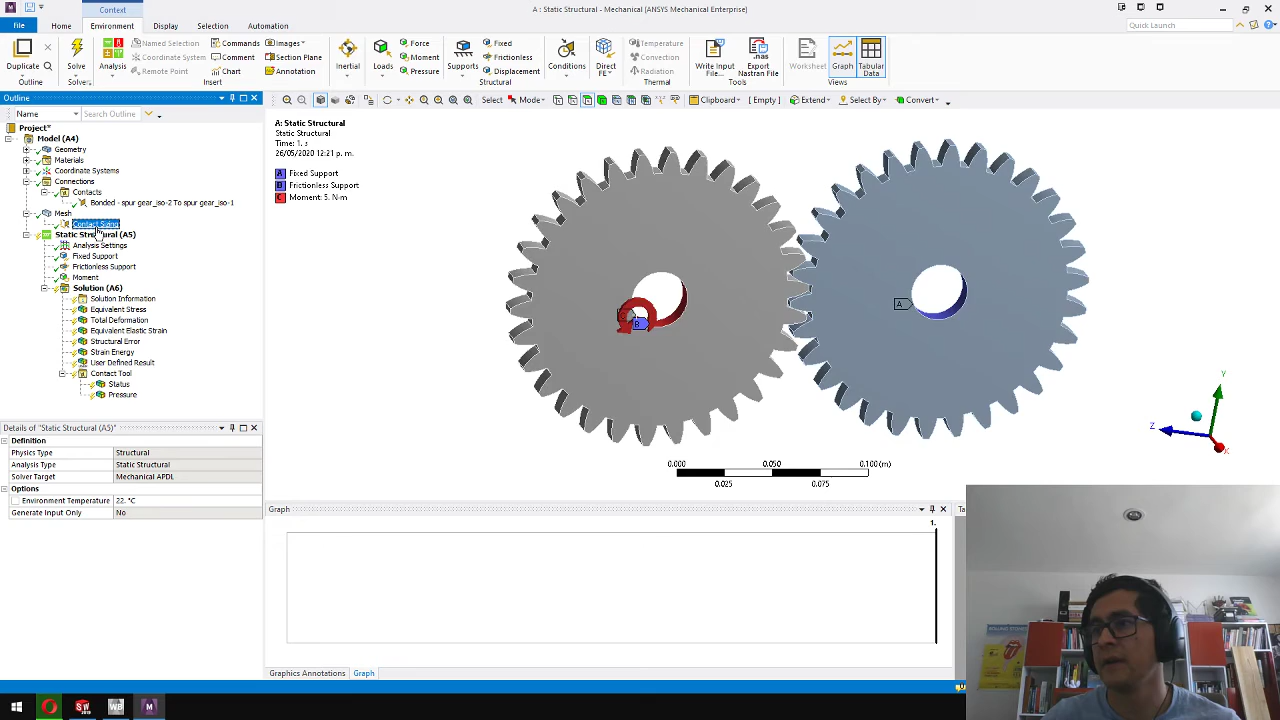 Context
A : Static Structural - Mechanical [ANSYS Mechanical Enterprise]
File
Home
Environment
Display
Selection
Automation
Quick Launch
Duplicate
Outline
Solve
Solver
Analysis
Named Selection
Coordinate System
Remote Point
Commands
Comment
Chart
Images
Section Plane
Annotation
Insert
Inertial
Loads
Force
Moment
Pressure
Supports
Fixed
Frictionless
Displacement
Structural
Conditions
Direct
FE
Temperature
Convection
Radiation
Thermal
Write Input
File...
Export
Nastran File
Tools
Worksheet
Graph
Tabular
Data
Views
Outline
Name
Search Outline
Select
Mode
Clipboard
[ Empty ]
Extend
Select By
Convert
Project*
Model (A4)
Geometry
Materials
Coordinate Systems
Connections
Contacts
Bonded - spur gear_iso-2 To spur gear_iso-1
Mesh
Contact Sizing
Static Structural (A5)
Analysis Settings
Fixed Support
Frictionless Support
Moment
Solution (A6)
Solution Information
Equivalent Stress
Total Deformation
Equivalent Elastic Strain
Structural Error
Strain Energy
User Defined Result
Contact Tool
Status
Pressure
A: Static Structural
Static Structural
Time: 1. s
26/05/2020 12:21 p. m.
A Fixed Support
B Frictionless Support
C Moment: 5. N·m
B
A
0.000
0.050
0.100 (m)
0.025
0.075
Y
Z
X
Details of "Static Structural (A5)"
Definition
Physics Type Structural
Analysis Type Static Structural
Solver Target Mechanical APDL
Options
Environment Temperature 22. °C
Generate Input Only No
Graph
Ta
1.
Graphics Annotations
Graph
SW
2019
WB
M